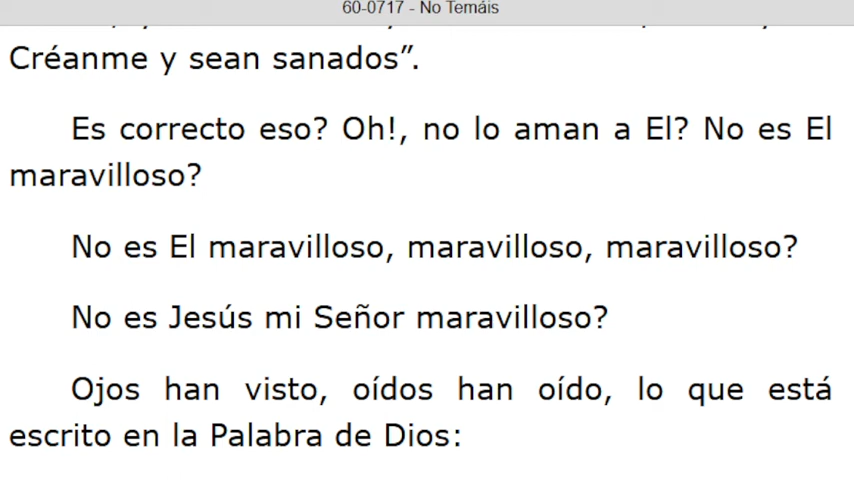 60-0717 - No Temáis
Créanme y sean sanados”.
Es correcto eso? Oh!, no lo aman a El? No es El
maravilloso?
No es El maravilloso, maravilloso, maravilloso?
No es Jesús mi Señor maravilloso?
Ojos han visto, oídos han oído, lo que está
escrito en la Palabra de Dios: